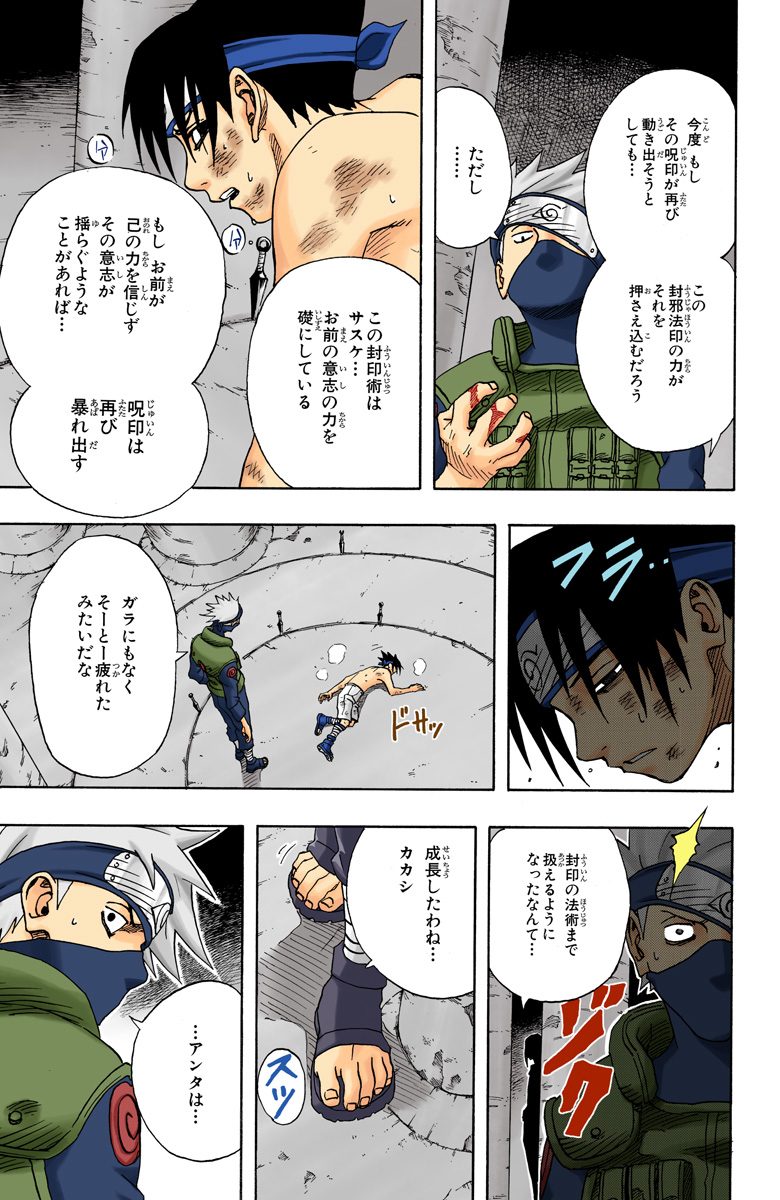 今度 もし
その呪印が再び
動き出そうと
しても…
この
封邪法印の力が
それを
押さえ込むだろう
ただし
……
この封印術は
サスケ…
お前の意志の力を
礎にしている
ハァ
ハァ
もし お前が
己の力を信じず
その意志が
揺らぐような
ことがあれば…
呪印は
再び
暴れ出す
フラ‥
ドサッ
ガラにもなく
そーとー疲れた
みたいだな
封印の法術まで
扱えるように
なったなんて…
ゾク
成長したわね…
カカシ
スッ
…アンタは…